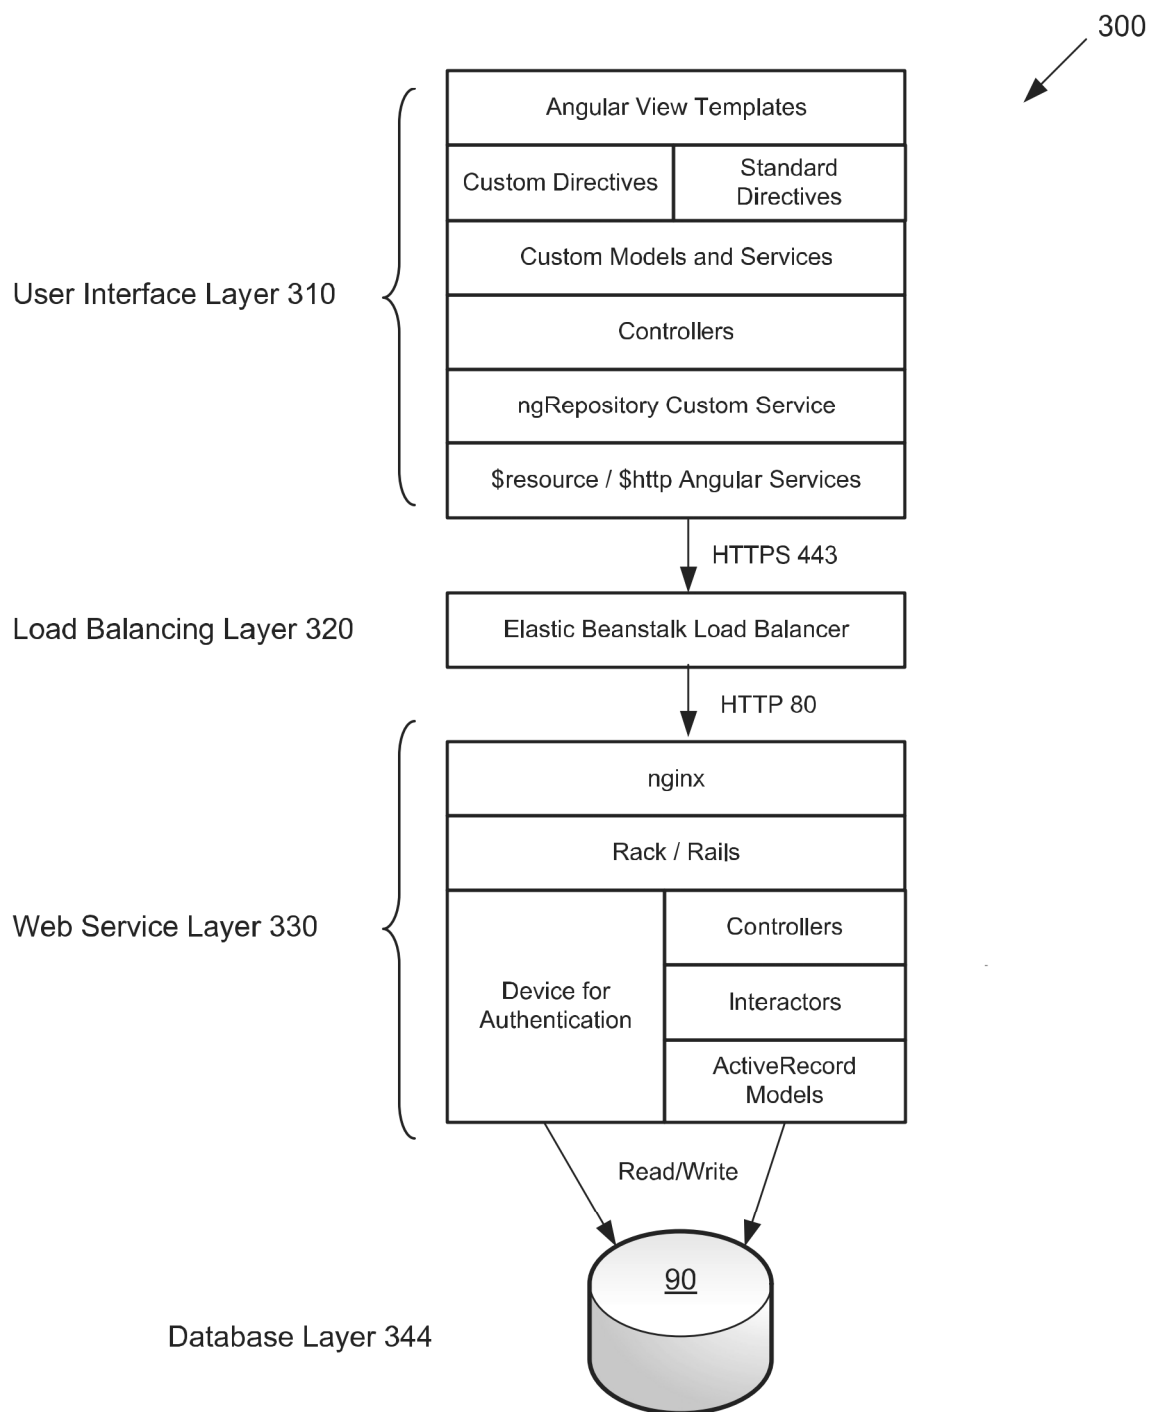 300
Angular View Templates
Custom Directives
Standard
Directives
Custom Models and Services
User Interface Layer 310
Controllers
ngRepository Custom Service
$resource / $http Angular Services
HTTPS 443
Load Balancing Layer 320
Elastic Beanstalk Load Balancer
HTTP 80
nginx
Rack / Rails
Web Service Layer 330
Controllers
Device for
Authentication
Interactors
ActiveRecord
Models
Read/Write
90
Database Layer 344